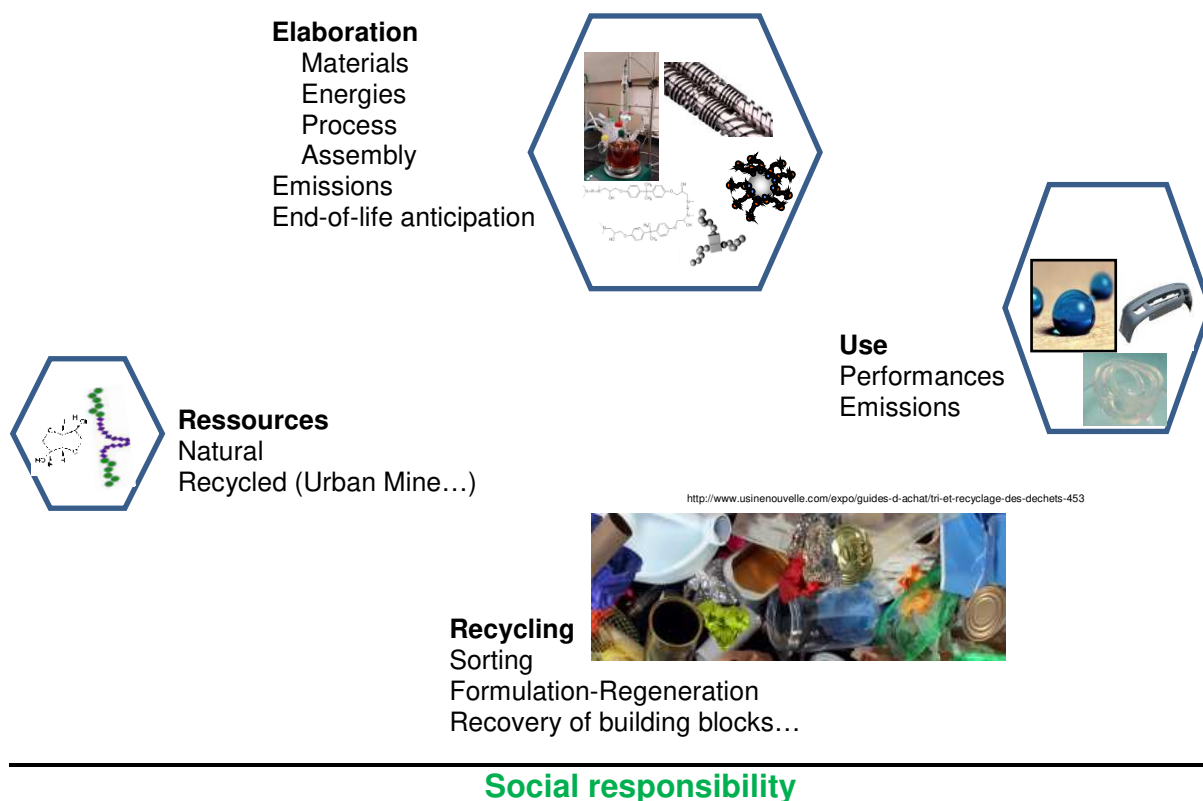 Elaboration
Materials
Energies
Process
Assembly
Emissions
End-of-life anticipation
Use
Performances
Emissions
Ressources
Natural
Recycled (Urban Mine…)
http://www.usinenouvelle.com/expo/guides-d-achat/tri-et-recyclage-des-dechets-453
Recycling
Sorting
Formulation-Regeneration
Recovery of building blocks…
Social responsibility